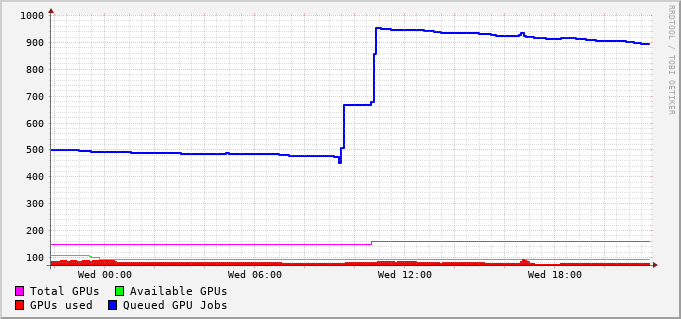 1000
900
800
700
600
500
400
300
200
100
Wed 00:00 Wed 06:00 Wed 12:00 Wed 18:00
Total GPUs Available GPUs
GPUs used Queued GPU Jobs
RRDTOOL / TOBI OETIKER